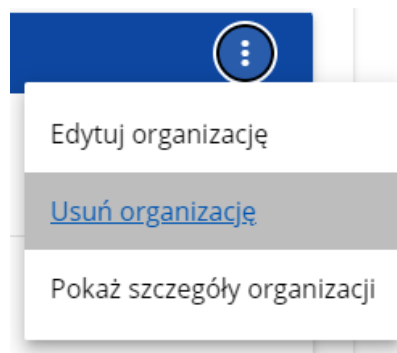 Edytuj organizację
Usuń organizację
Pokaż szczegóły organizacji